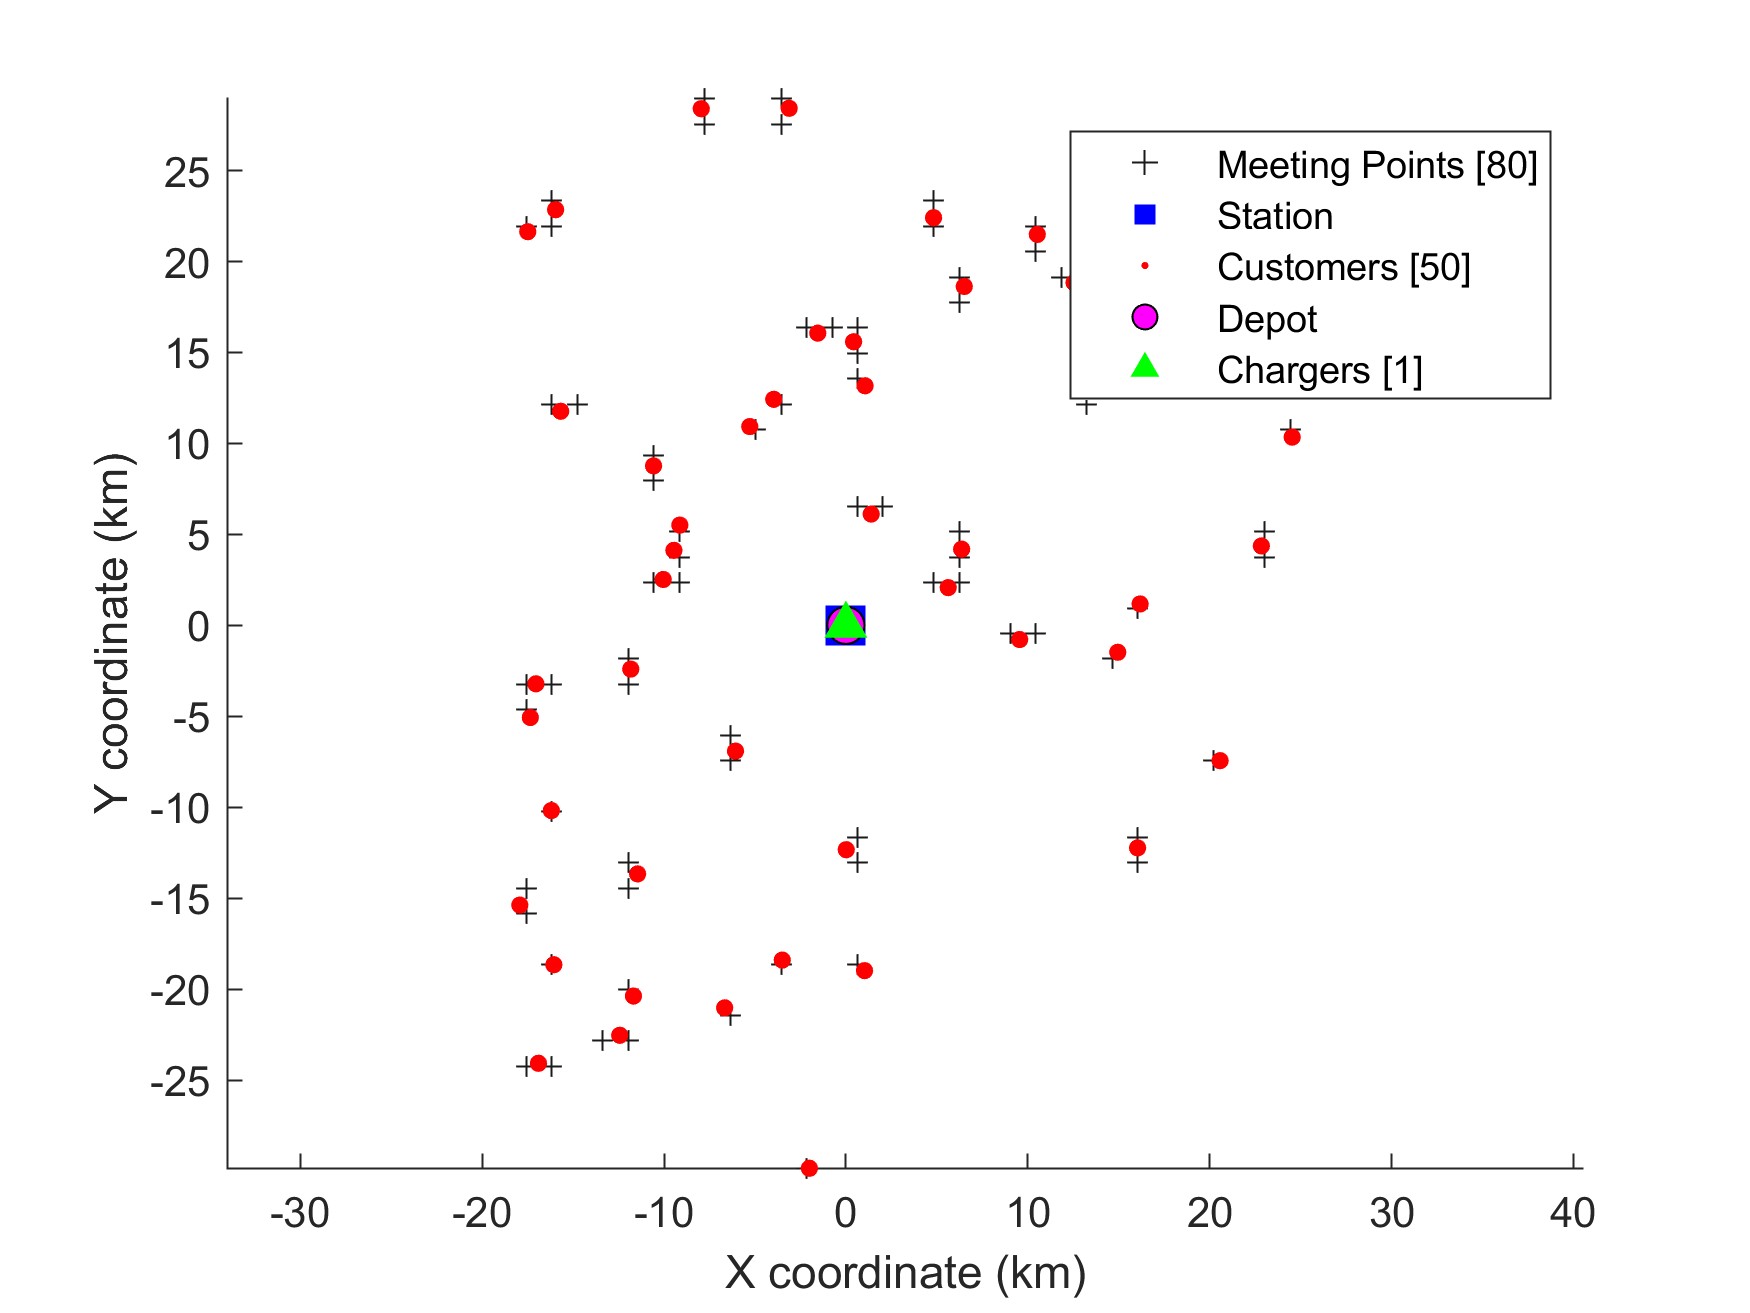 Meeting Points [80]
Station
Customers [50]
Depot
Chargers [1]
25
20
15
10
5
0
-5
-10
-15
-20
-25
Y coordinate (km)
-30 -20 -10 0 10 20 30 40
X coordinate (km)